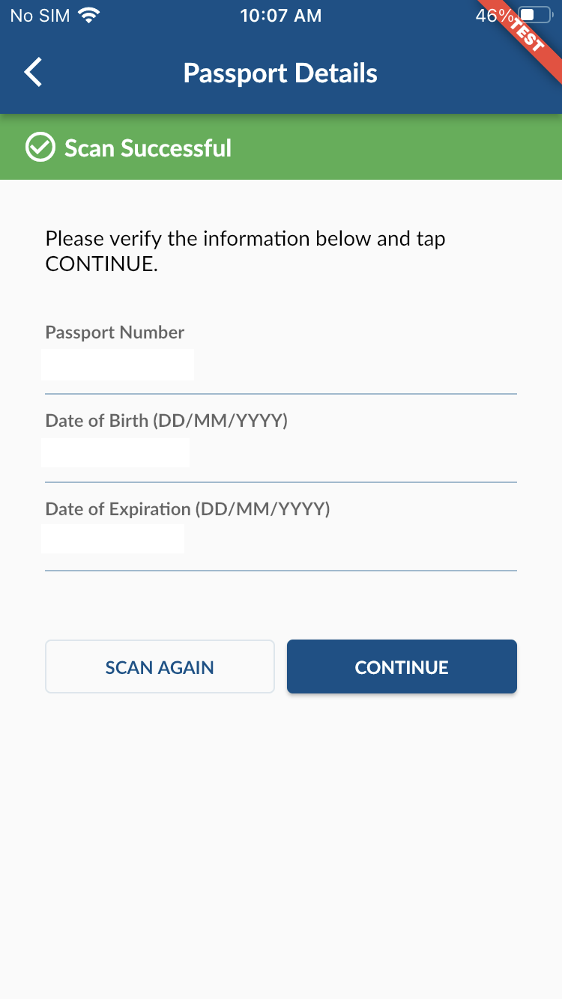 No SIM 10:07 AM 46%
TEST
Passport Details
Scan Successful
Please verify the information below and tap
CONTINUE.
Passport Number
Date of Birth (DD/MM/YYYY)
Date of Expiration (DD/MM/YYYY)
SCAN AGAIN CONTINUE